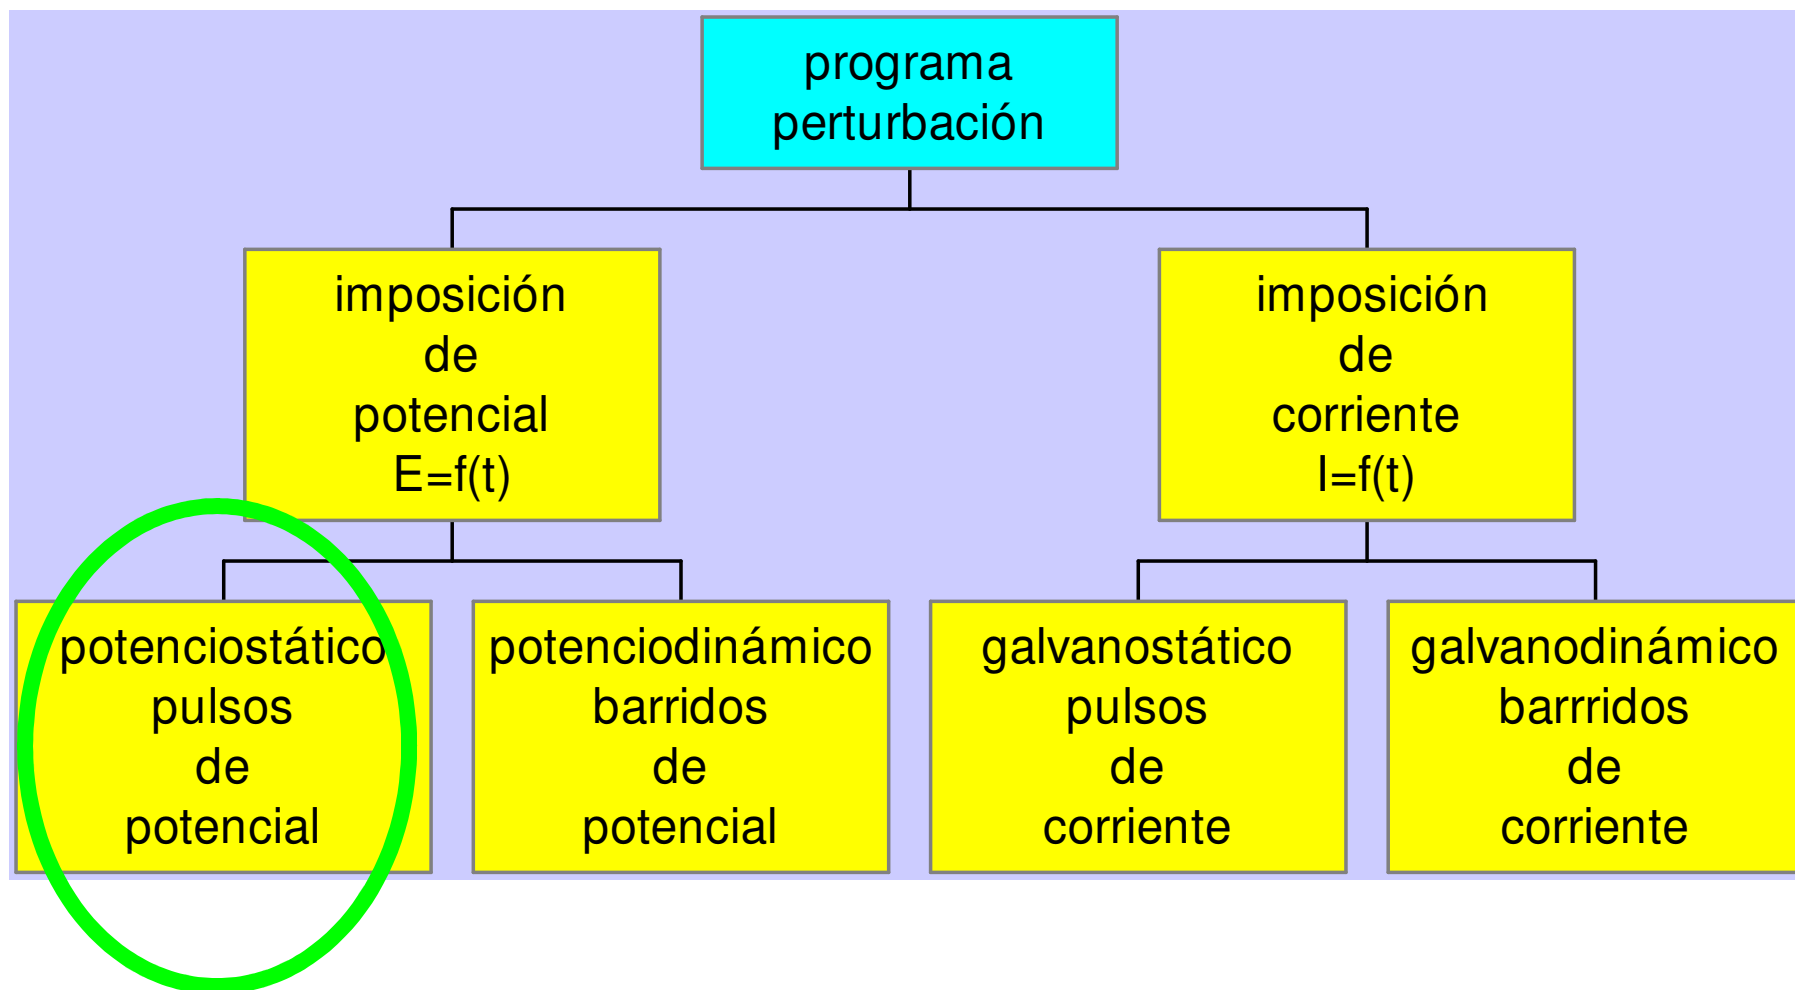 programa
perturbación
imposición
de
potencial
E=f(t)
imposición
de
corriente
I=f(t)
potenciostático
pulsos
de
potencial
potenciodinámico
barridos
de
potencial
galvanostático
pulsos
de
corriente
galvanodinámico
barrridos
de
corriente